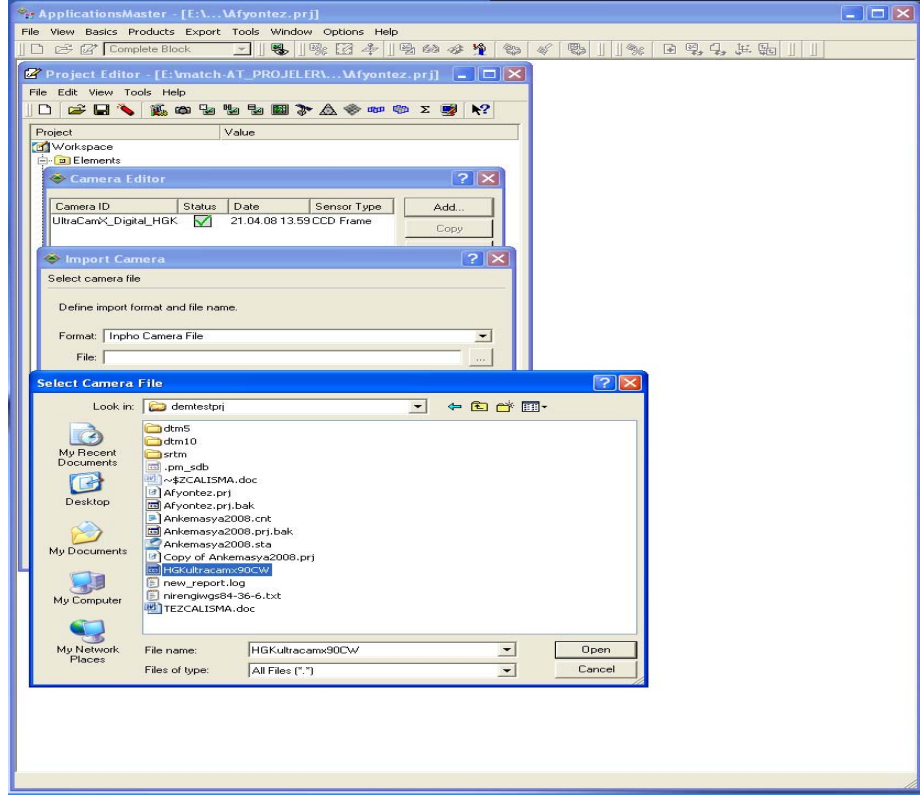 ApplicationsMaster - [E:\...\Afyontez.prj]
File View Basics Products Export Tools Window Options Help
Complete Block
Project Editor - [E:\match-AT_PROJELER\...\Afyontez.prj]
File Edit View Tools Help
Project Value
Workspace
Elements
Camera Editor
Camera ID Status Date Sensor Type Add...
UltraCamX_Digital_HGK 21.04.08 13.59 CCD Frame Copy
Import Camera
Select camera file
Define import format and file name.
Format: Inpho Camera File
File: ...
Select Camera File
Look in: demtestprj
My Recent Documents
Desktop
My Documents
My Computer
My Network Places
dtm5
dtm10
srtm
.pm_sdb
~$ZCALISMA.doc
Afyontez.prj
Afyontez.prj.bak
Ankemasya2008.cnt
Ankemasya2008.prj.bak
Ankemasya2008.sta
Copy of Ankemasya2008.prj
HGKultracamx90CW
new_report.log
nirengiwgs84-36-6.txt
TEZCALISMA.doc
File name: HGKultracamx90CW Open
Files of type: All Files (*.*) Cancel